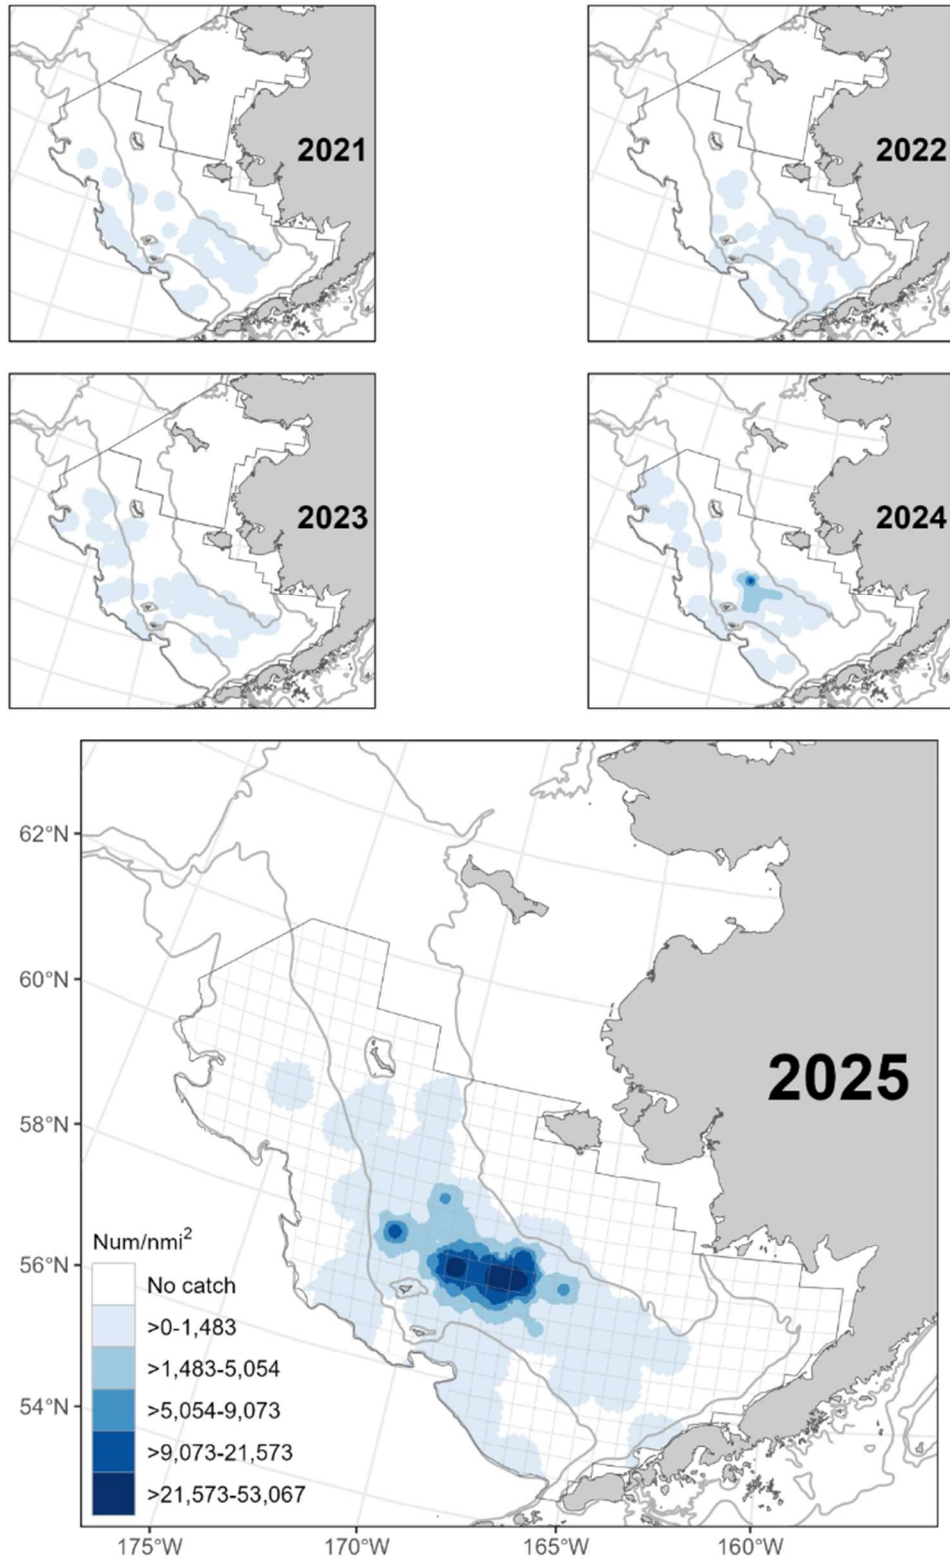 2021
2022
2023
2024
2025
62°N
60°N
58°N
56°N
54°N
Num/nmi²
No catch
>0-1,483
>1,483-5,054
>5,054-9,073
>9,073-21,573
>21,573-53,067
175°W
170°W
165°W
160°W